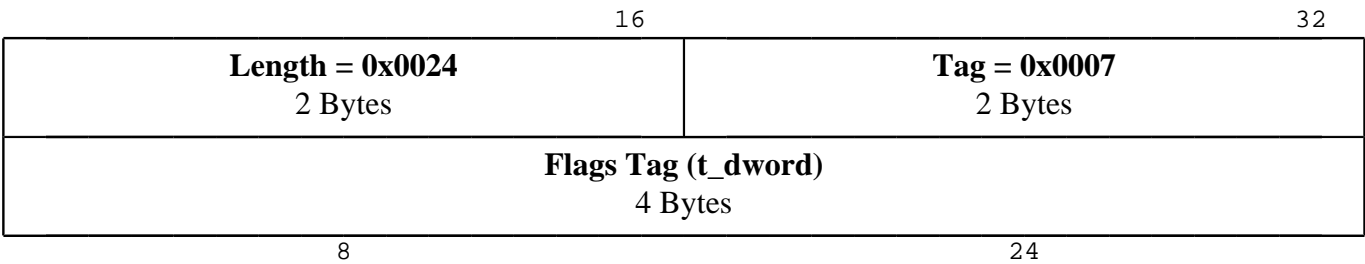 16 32
Length = 0x0024 Tag = 0x0007
2 Bytes 2 Bytes
Flags Tag (t_dword)
4 Bytes
8 24